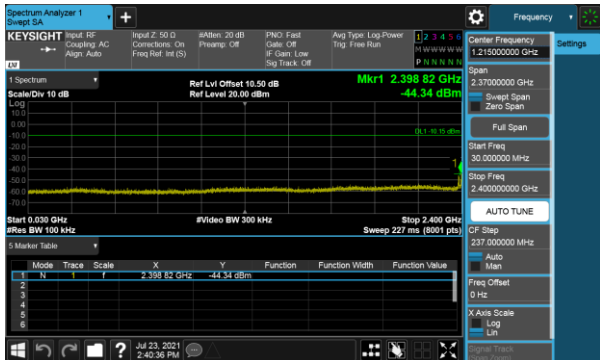 Spectrum Analyzer 1
Swept SA
Frequency
KEYSIGHT
Input: RF
Coupling: AC
Align: Auto
Input Z: 50 Ω
Corrections: On
Freq Ref: Int (S)
#Atten: 20 dB
Preamp: Off
PNO: Fast
Gate: Off
IF Gain: Low
Sig Track: Off
Avg Type: Log-Power
Trig: Free Run
1 2 3 4 5 6
M W W W W W
P N N N N N
LXI
1 Spectrum
Scale/Div 10 dB
Ref Lvl Offset 10.50 dB
Ref Level 20.00 dBm
Mkr1 2.398 82 GHz
-44.34 dBm
Log
10.0
0.00
DL1 -10.15 dBm
-10.0
-20.0
-30.0
-40.0
-50.0
-60.0
-70.0
1
Start 0.030 GHz
#Res BW 100 kHz
#Video BW 300 kHz
Stop 2.400 GHz
Sweep 227 ms (8001 pts)
5 Marker Table
Mode Trace Scale X Y Function Function Width Function Value
1 N 1 f 2.398 82 GHz -44.34 dBm
2
3
4
5
6
Jul 23, 2021
2:40:36 PM
Center Frequency
1.215000000 GHz
Span
2.37000000 GHz
Swept Span
Zero Span
Full Span
Start Freq
30.000000 MHz
Stop Freq
2.400000000 GHz
AUTO TUNE
CF Step
237.000000 MHz
Auto
Man
Freq Offset
0 Hz
X Axis Scale
Log
Lin
Signal Track
Settings